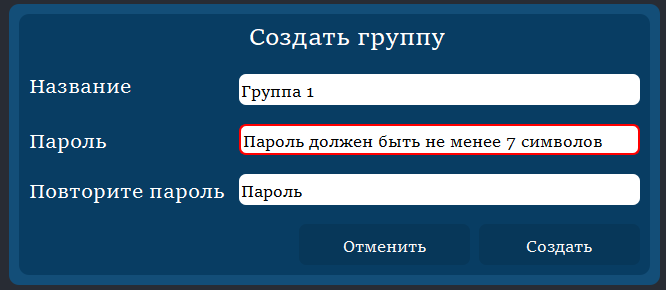 Создать группу
Название
Группа 1
Пароль
Пароль должен быть не менее 7 символов
Повторите пароль
Пароль
Отменить
Создать